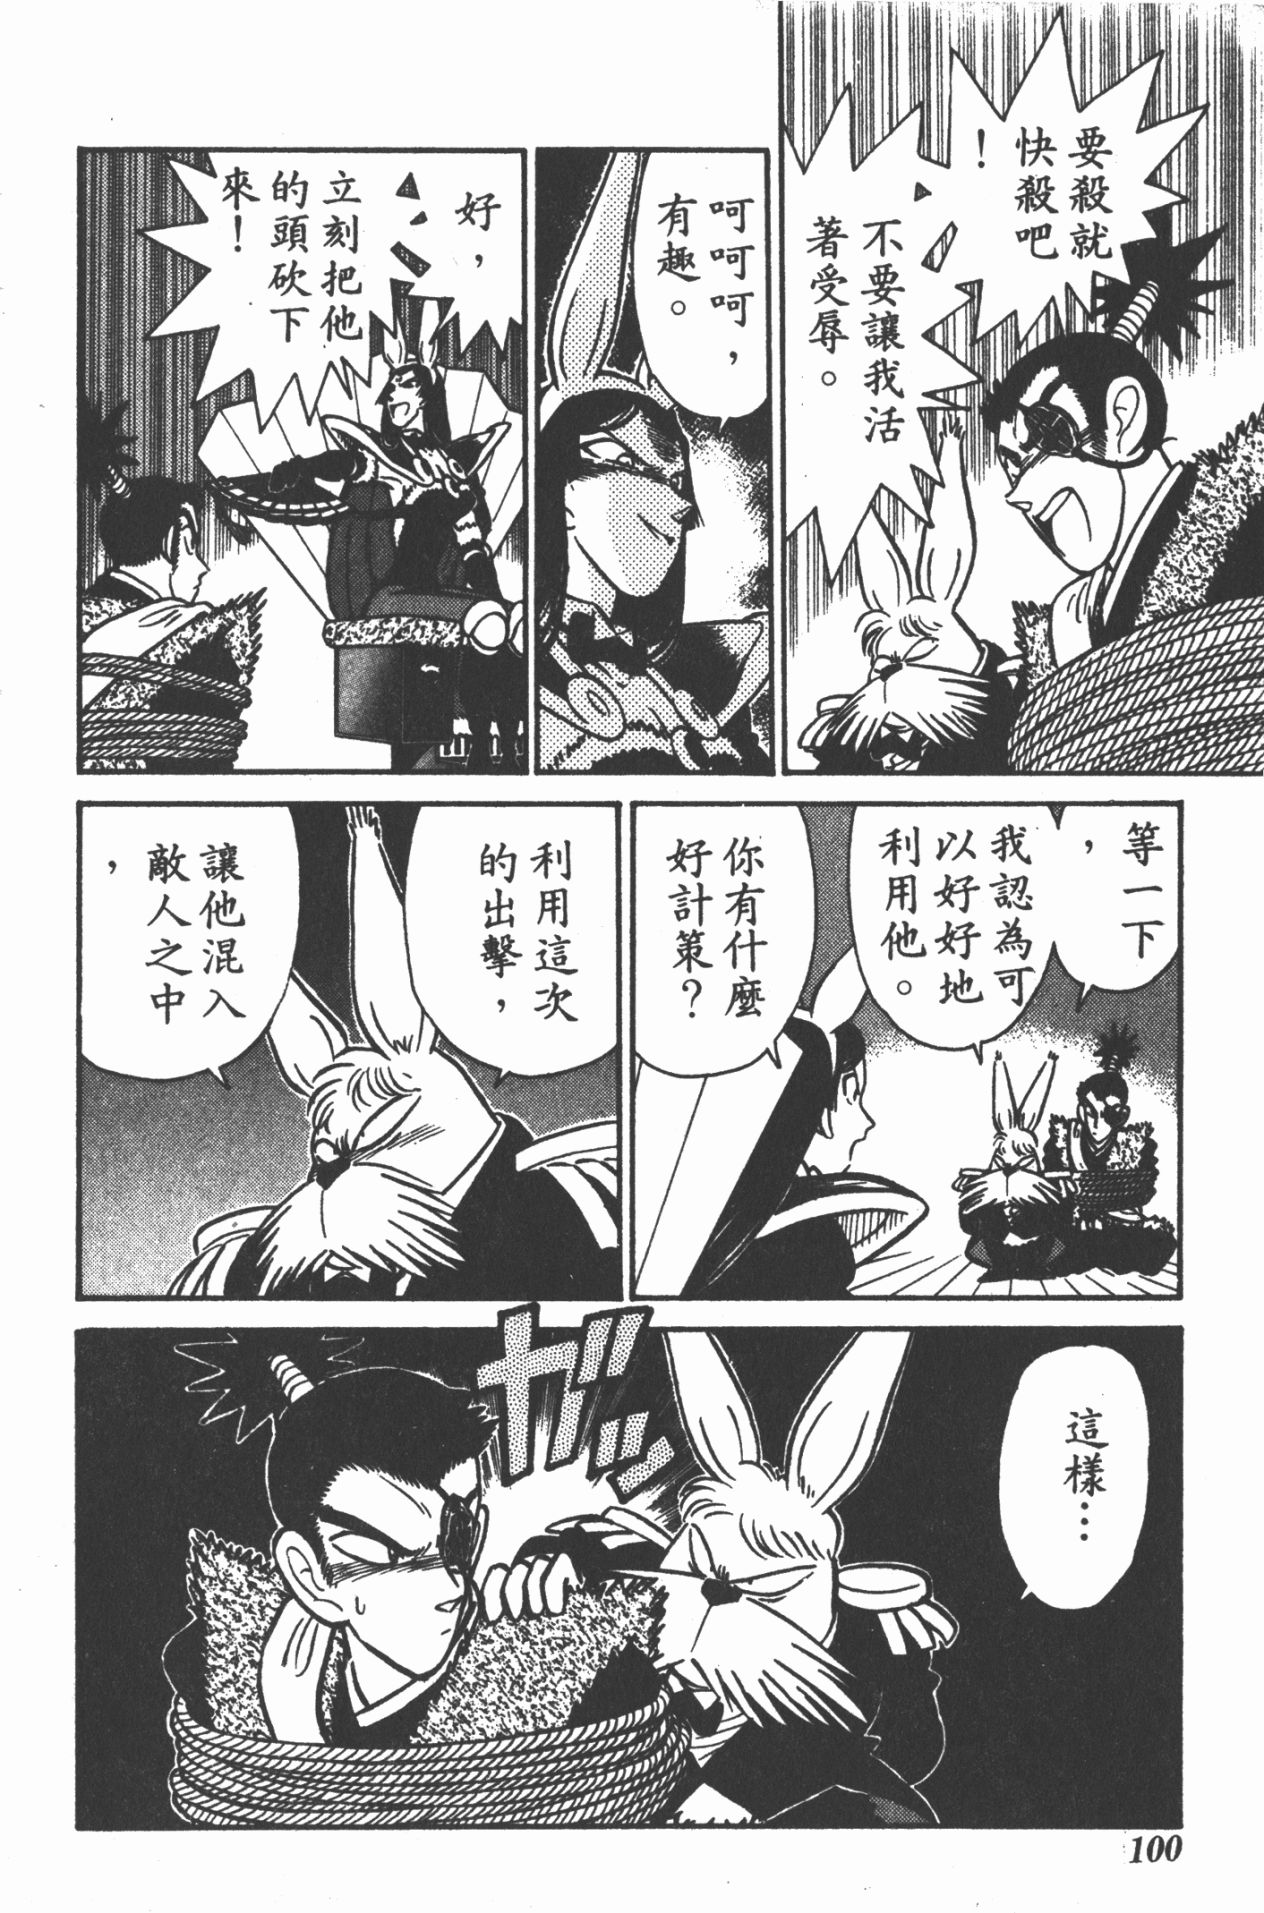 要殺就
快殺吧
！
不要讓我活
著受辱。
呵呵呵，
有趣。
好，
立刻把他
的頭砍下
來！
等一下
，
我認為可
以好好地
利用他。
你有什麼
好計策？
利用這次
的出擊，
讓他混入
敵人之中
，
這樣…
ガガッ
100